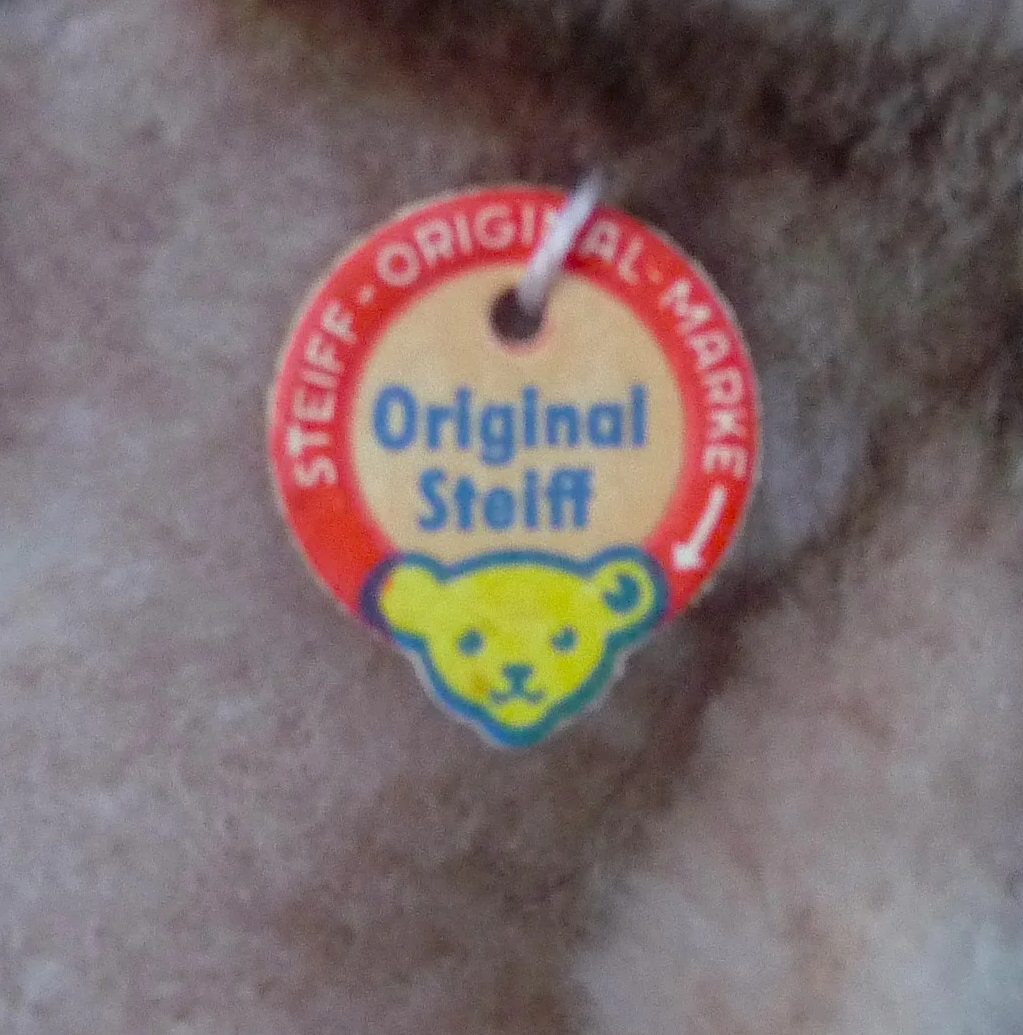 STEIFF - ORIGINAL - MARKE
Original
Steiff